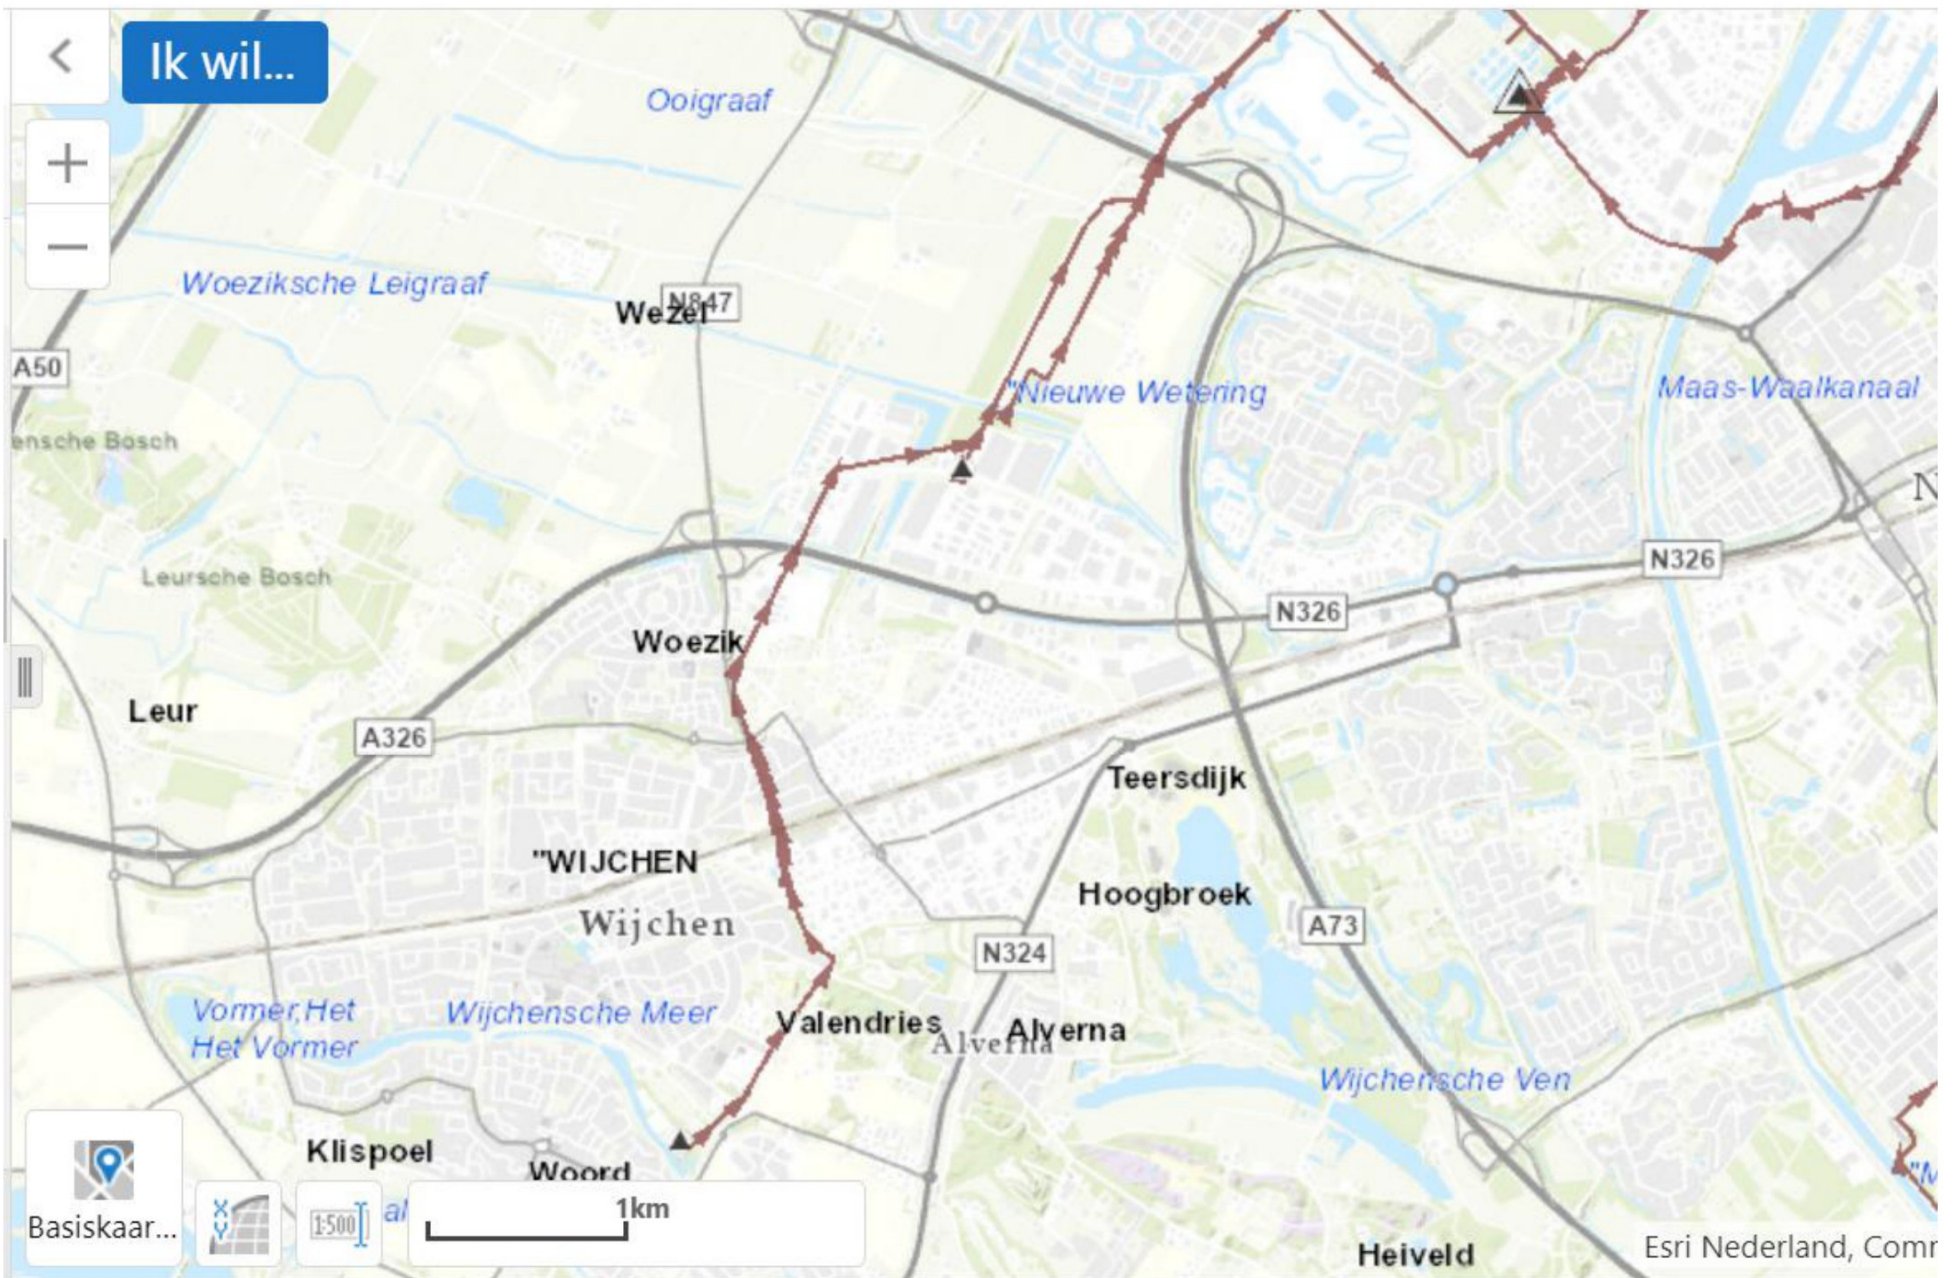 Ik wil...
Ooigraaf
Woeziksche Leigraaf
N847
Wezel
A50
"Nieuwe Wetering
Maas-Waalkanaal
ensche Bosch
N
Leursche Bosch
N326
N326
Woezik
Leur
A326
Teersdijk
"WIJCHEN
Hoogbroek
Wijchen
A73
N324
Vormer,Het
Het Vormer
Wijchensche Meer
Valendries
Alverna
Alverna
Wijchensche Ven
Klispoel
Woord
"M
Basiskaar...
X
Y
1:500
al
1km
Heiveld
Esri Nederland, Comr